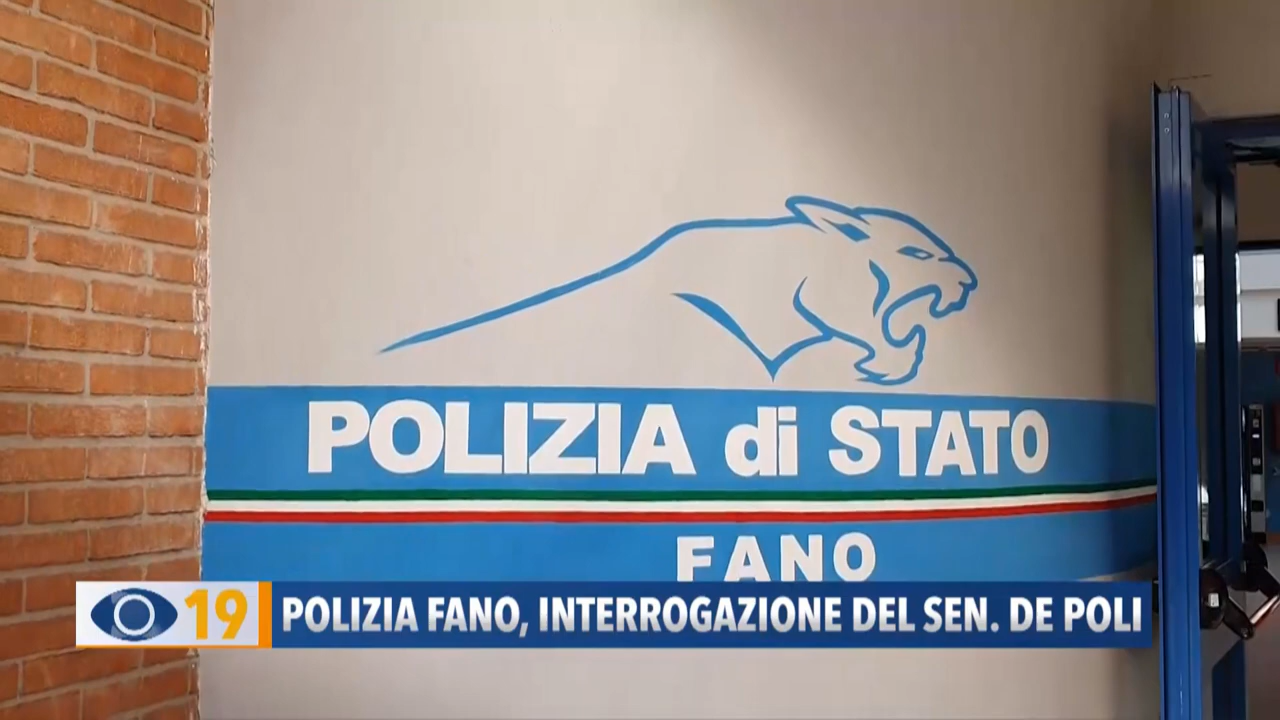 POLIZIA di STATO
FANO
19 POLIZIA FANO, INTERROGAZIONE DEL SEN. DE POLI